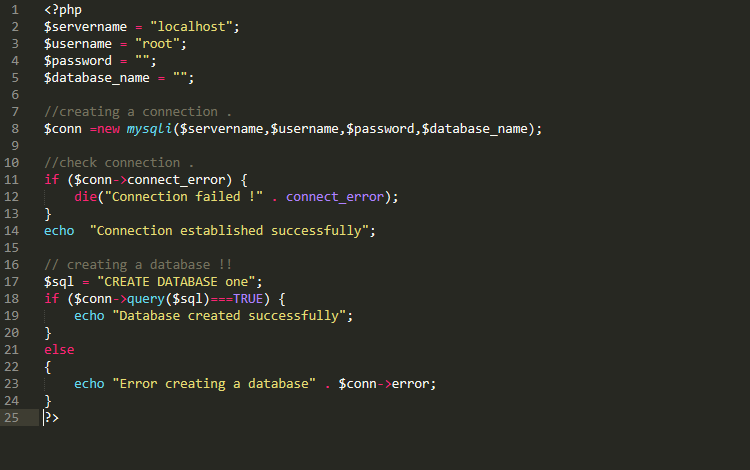 1 <?php
2 $servername = "localhost";
3 $username = "root";
4 $password = "";
5 $database_name = "";
6
7 //creating a connection .
8 $conn =new mysqli($servername,$username,$password,$database_name);
9
10 //check connection .
11 if ($conn->connect_error) {
12     die("Connection failed !" . connect_error);
13 }
14 echo  "Connection established successfully";
15
16 // creating a database !!
17 $sql = "CREATE DATABASE one";
18 if ($conn->query($sql)===TRUE) {
19     echo "Database created successfully";
20 }
21 else
22 {
23     echo "Error creating a database" . $conn->error;
24 }
25 ?>